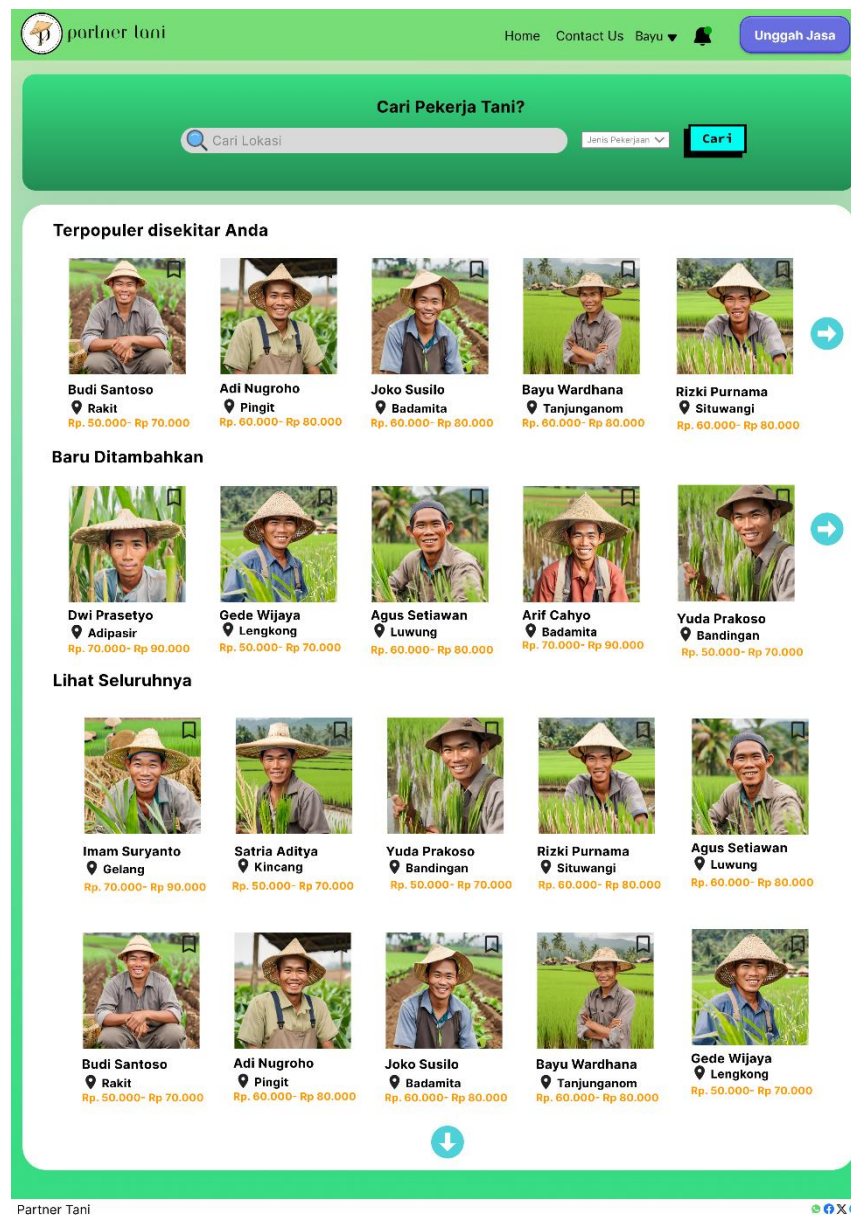 partner tani
Home Contact Us Bayu Unggah Jasa
Cari Pekerja Tani?
Cari Lokasi Jenis Pekerjaan Cari
Terpopuler disekitar Anda
Budi Santoso Adi Nugroho Joko Susilo Bayu Wardhana Rizki Purnama
Rakit Pingit Badamita Tanjunganom Situwangi
Rp. 50.000- Rp 70.000 Rp. 60.000- Rp 80.000 Rp. 60.000- Rp 80.000 Rp. 60.000- Rp 80.000 Rp. 60.000- Rp 80.000
Baru Ditambahkan
Dwi Prasetyo Gede Wijaya Agus Setiawan Arif Cahyo Yuda Prakoso
Adipasir Lengkong Luwung Badamita Bandingan
Rp. 70.000- Rp 90.000 Rp. 50.000- Rp 70.000 Rp. 60.000- Rp 80.000 Rp. 70.000- Rp 90.000 Rp. 50.000- Rp 70.000
Lihat Seluruhnya
Imam Suryanto Satria Aditya Yuda Prakoso Rizki Purnama Agus Setiawan
Gelang Kincang Bandingan Situwangi Luwung
Rp. 70.000- Rp 90.000 Rp. 50.000- Rp 70.000 Rp. 50.000- Rp 70.000 Rp. 60.000- Rp 80.000 Rp. 60.000- Rp 80.000
Budi Santoso Adi Nugroho Joko Susilo Bayu Wardhana Gede Wijaya
Rakit Pingit Badamita Tanjunganom Lengkong
Rp. 50.000- Rp 70.000 Rp. 60.000- Rp 80.000 Rp. 60.000- Rp 80.000 Rp. 60.000- Rp 80.000 Rp. 50.000- Rp 70.000
Partner Tani